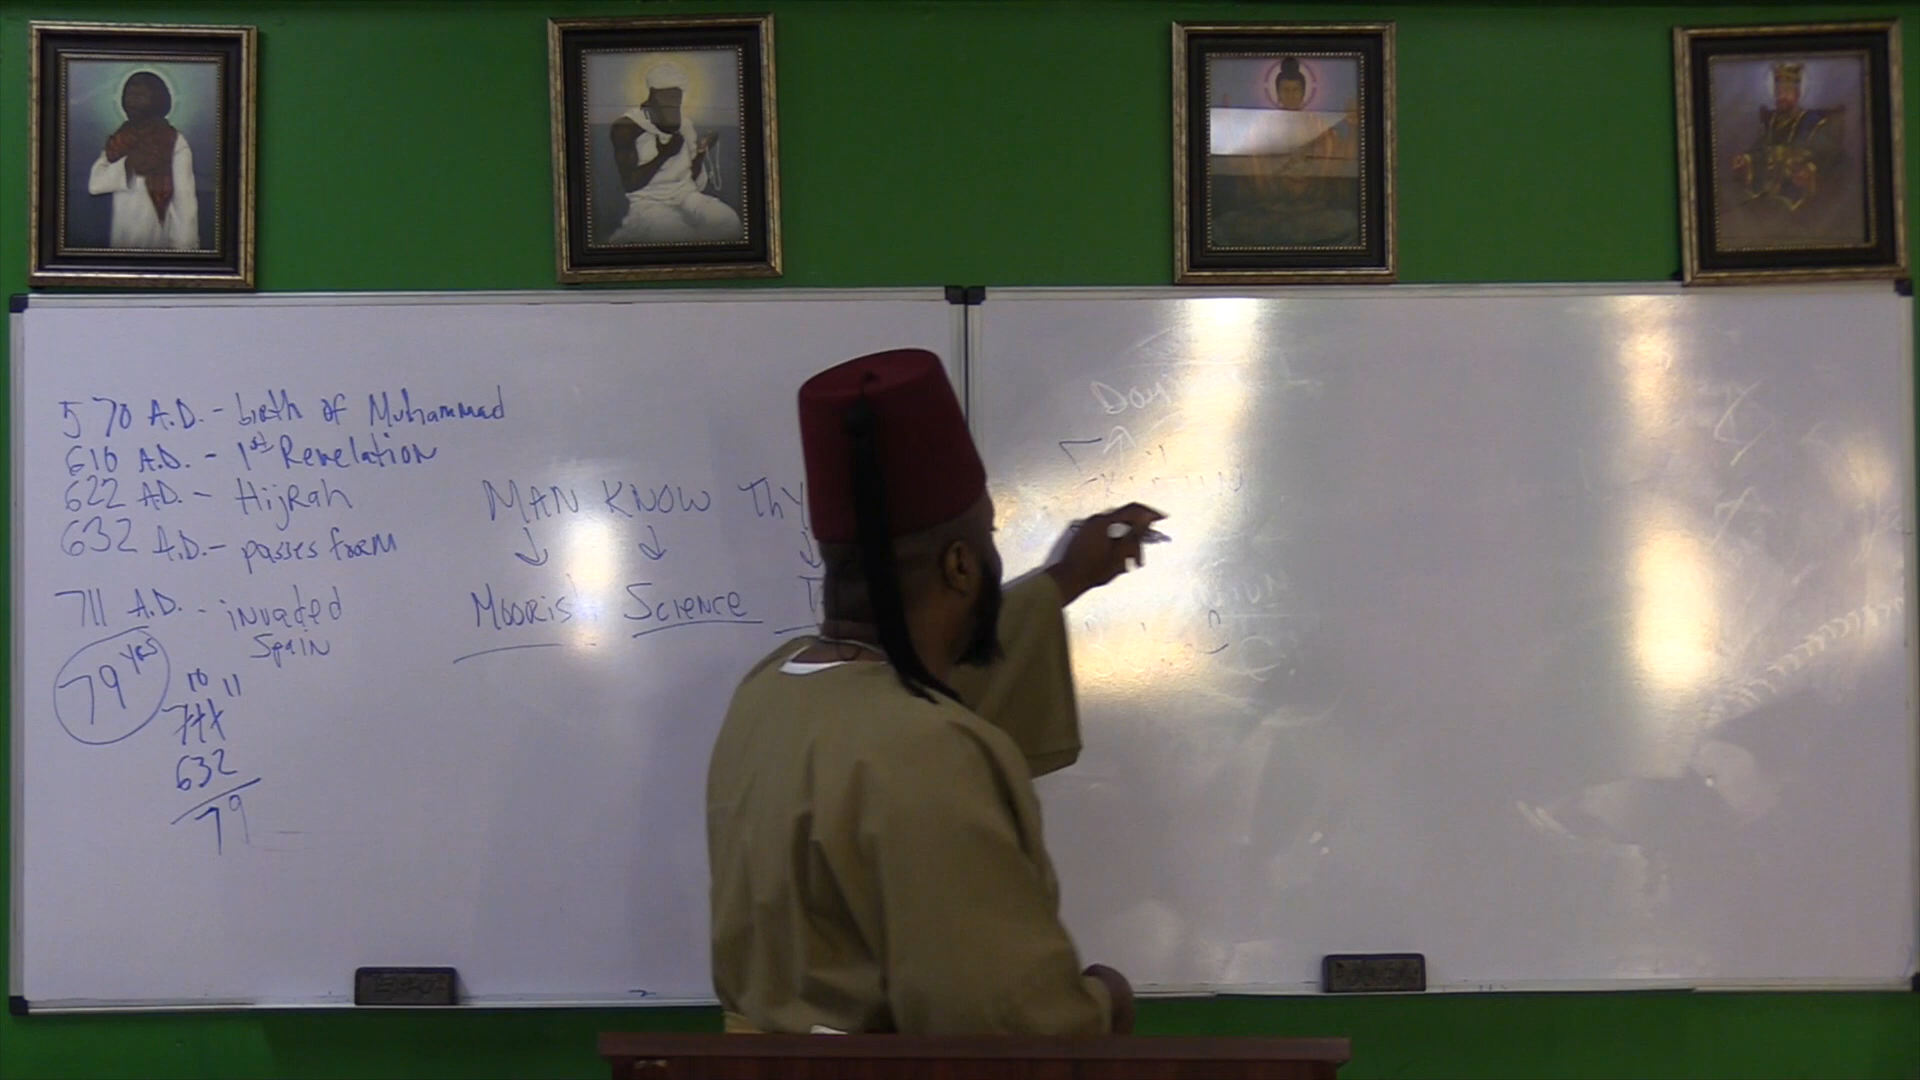 570 A.D. - birth of Muhammad
610 A.D. - 1st Revelation
622 A.D. - Hijrah
632 A.D. - passes form
711 A.D. - invaded
Spain
79 yrs
10 11
711
632
79
MAN KNOW Thy
Moorish Science